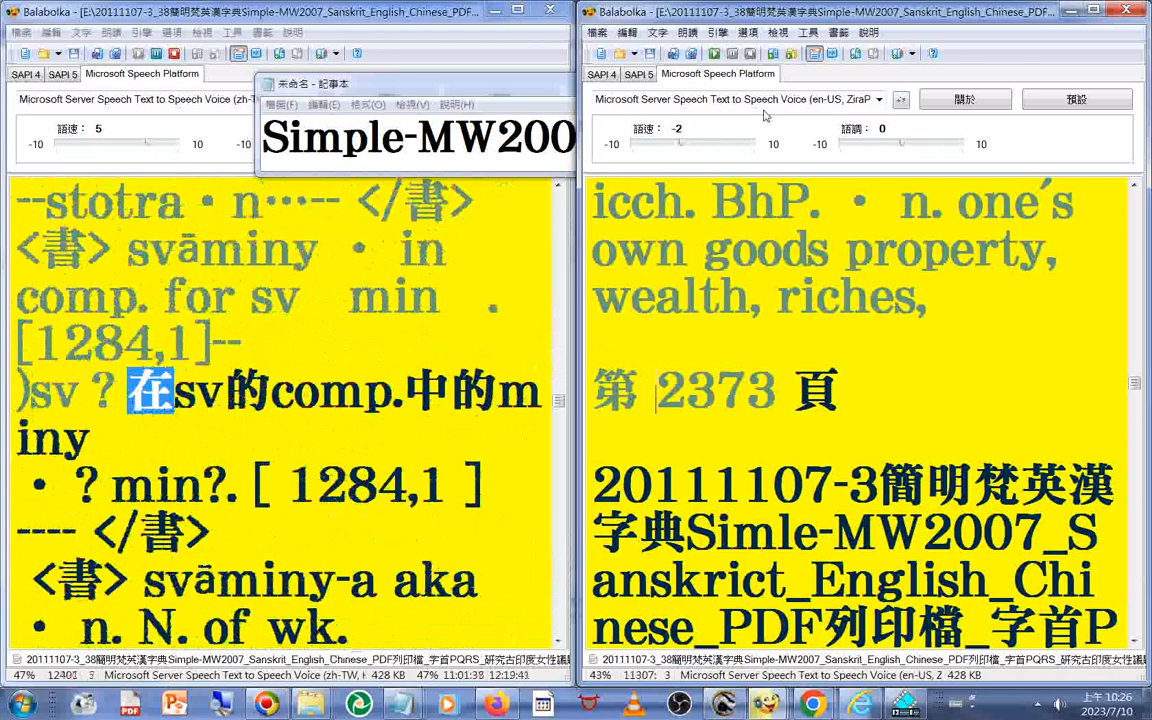 Balabolka - [E:\20111107-3_38簡明梵英漢字典Simple-MW2007_Sanskrit_English_Chinese_PDF...
檔案 編輯 文字 朗讀 引擎 選項 檢視 工具 書籤 說明
SAPI 4 SAPI 5 Microsoft Speech Platform
Microsoft Server Speech Text to Speech Voice (zh-T
語速： 5
-10 10 -10
未命名 - 記事本
檔案(F) 編輯(E) 格式(O) 檢視(V) 說明(H)
Simple-MW200
--stotra • n…-- </書>
<書> svāminy • in
comp. for sv min .
[1284,1]--
)sv ? 在sv的comp.中的m
iny
• ? min?. [ 1284,1 ]
---- </書>
<書> svāminy-a aka
• n. N. of wk.
20111107-3_38簡明梵英漢字典Simple-MW2007_Sanskrit_English_Chinese_PDF列印檔_字首PQRS_研究古印度女性議
47% Microsoft Server Speech Text to Speech Voice (zh-TW, 428 KB 11:01:38 12:19:41
Balabolka - [E:\20111107-3_38簡明梵英漢字典Simple-MW2007_Sanskrit_English_Chinese_PDF...
檔案 編輯 文字 朗讀 引擎 選項 檢視 工具 書籤 說明
SAPI 4 SAPI 5 Microsoft Speech Platform
Microsoft Server Speech Text to Speech Voice (en-US, ZiraP 關於 預設
語速： -2 語調： 0
-10 10 -10 10
icch. BhP. • n. one′s
own goods property,
wealth, riches,
第 2373 頁
20111107-3簡明梵英漢
字典Simle-MW2007_S
anskrict_English_Chi
nese_PDF列印檔_字首P
20111107-3_38簡明梵英漢字典Simple-MW2007_Sanskrit_English_Chinese_PDF列印檔_字首PQRS_研究古印度女性議
43% 11307: 3 Microsoft Server Speech Text to Speech Voice (en-US, Z 428 KB
上午 10:26
2023/7/10